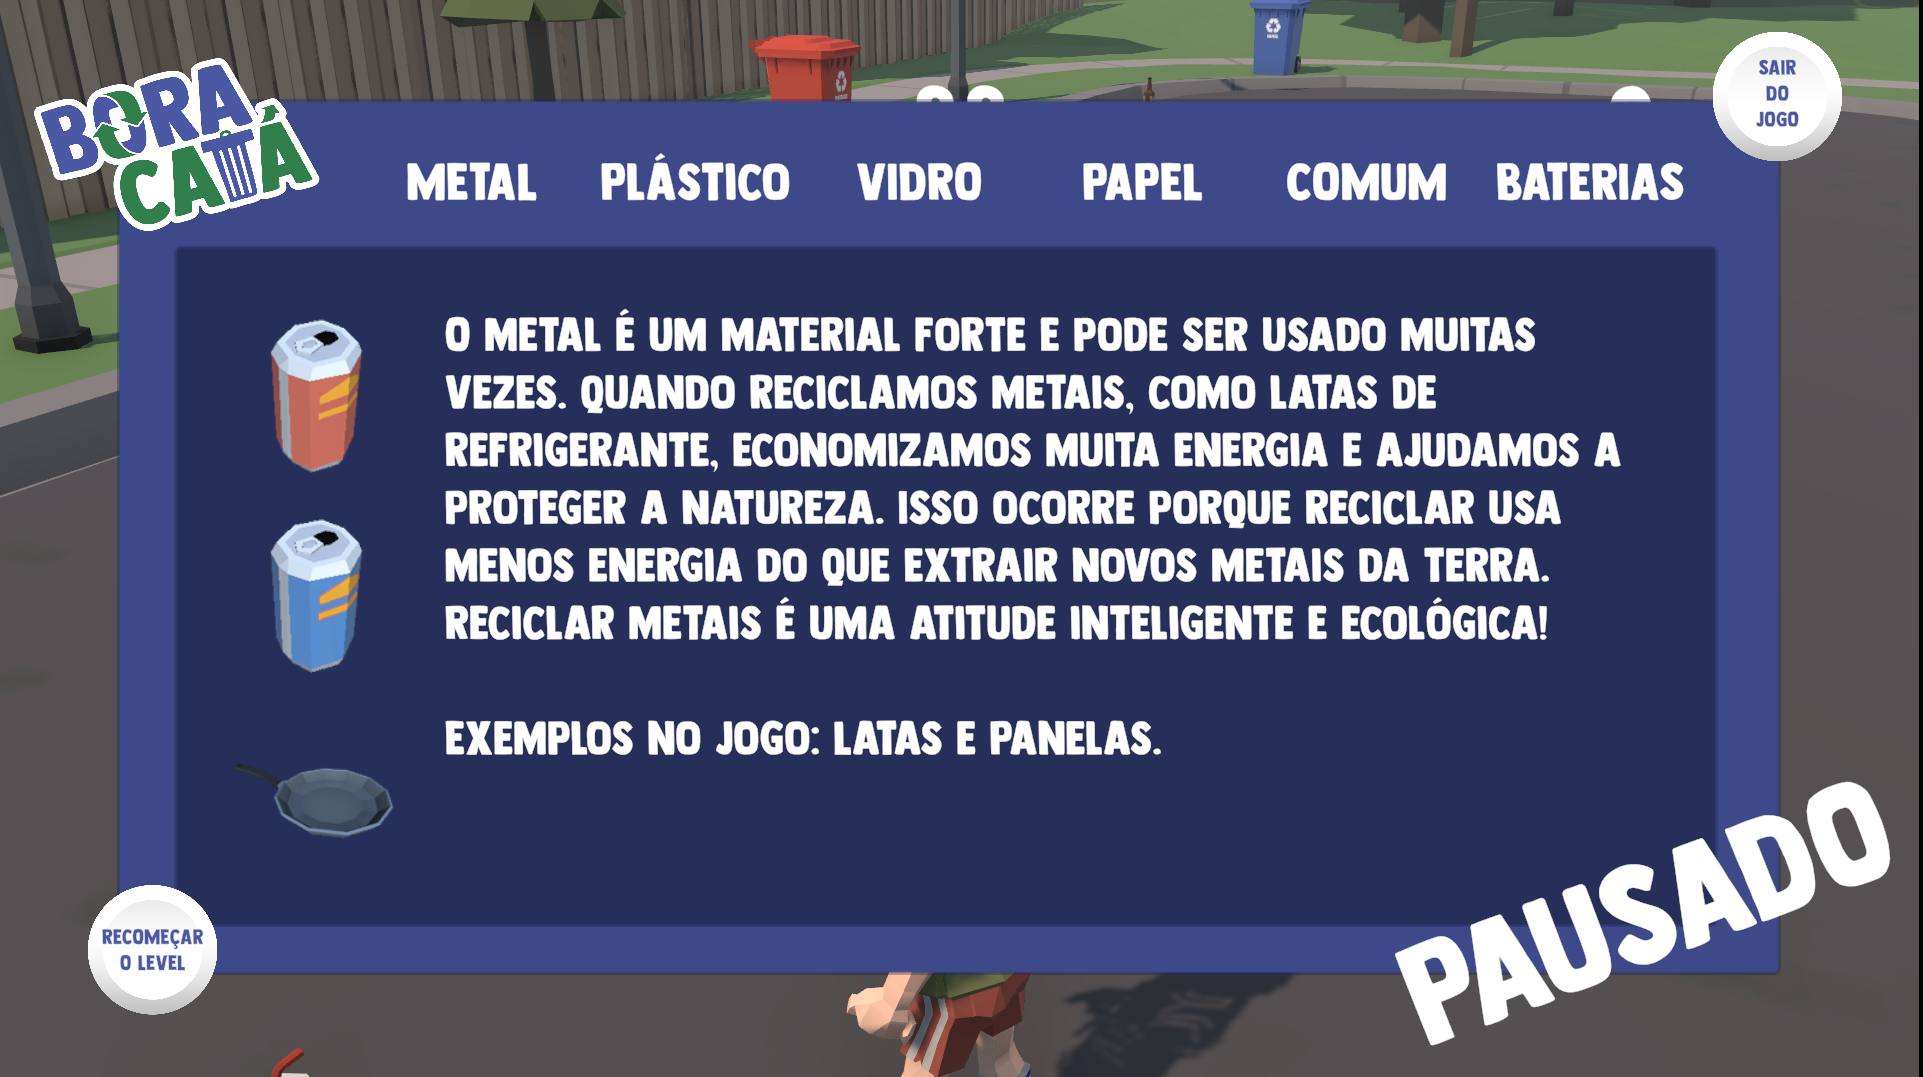 BORA
CATÁ
SAIR
DO
JOGO
METAL PLÁSTICO VIDRO PAPEL COMUM BATERIAS
O METAL É UM MATERIAL FORTE E PODE SER USADO MUITAS
VEZES. QUANDO RECICLAMOS METAIS, COMO LATAS DE
REFRIGERANTE, ECONOMIZAMOS MUITA ENERGIA E AJUDAMOS A
PROTEGER A NATUREZA. ISSO OCORRE PORQUE RECICLAR USA
MENOS ENERGIA DO QUE EXTRAIR NOVOS METAIS DA TERRA.
RECICLAR METAIS É UMA ATITUDE INTELIGENTE E ECOLÓGICA!
EXEMPLOS NO JOGO: LATAS E PANELAS.
RECOMEÇAR
O LEVEL
PAUSADO